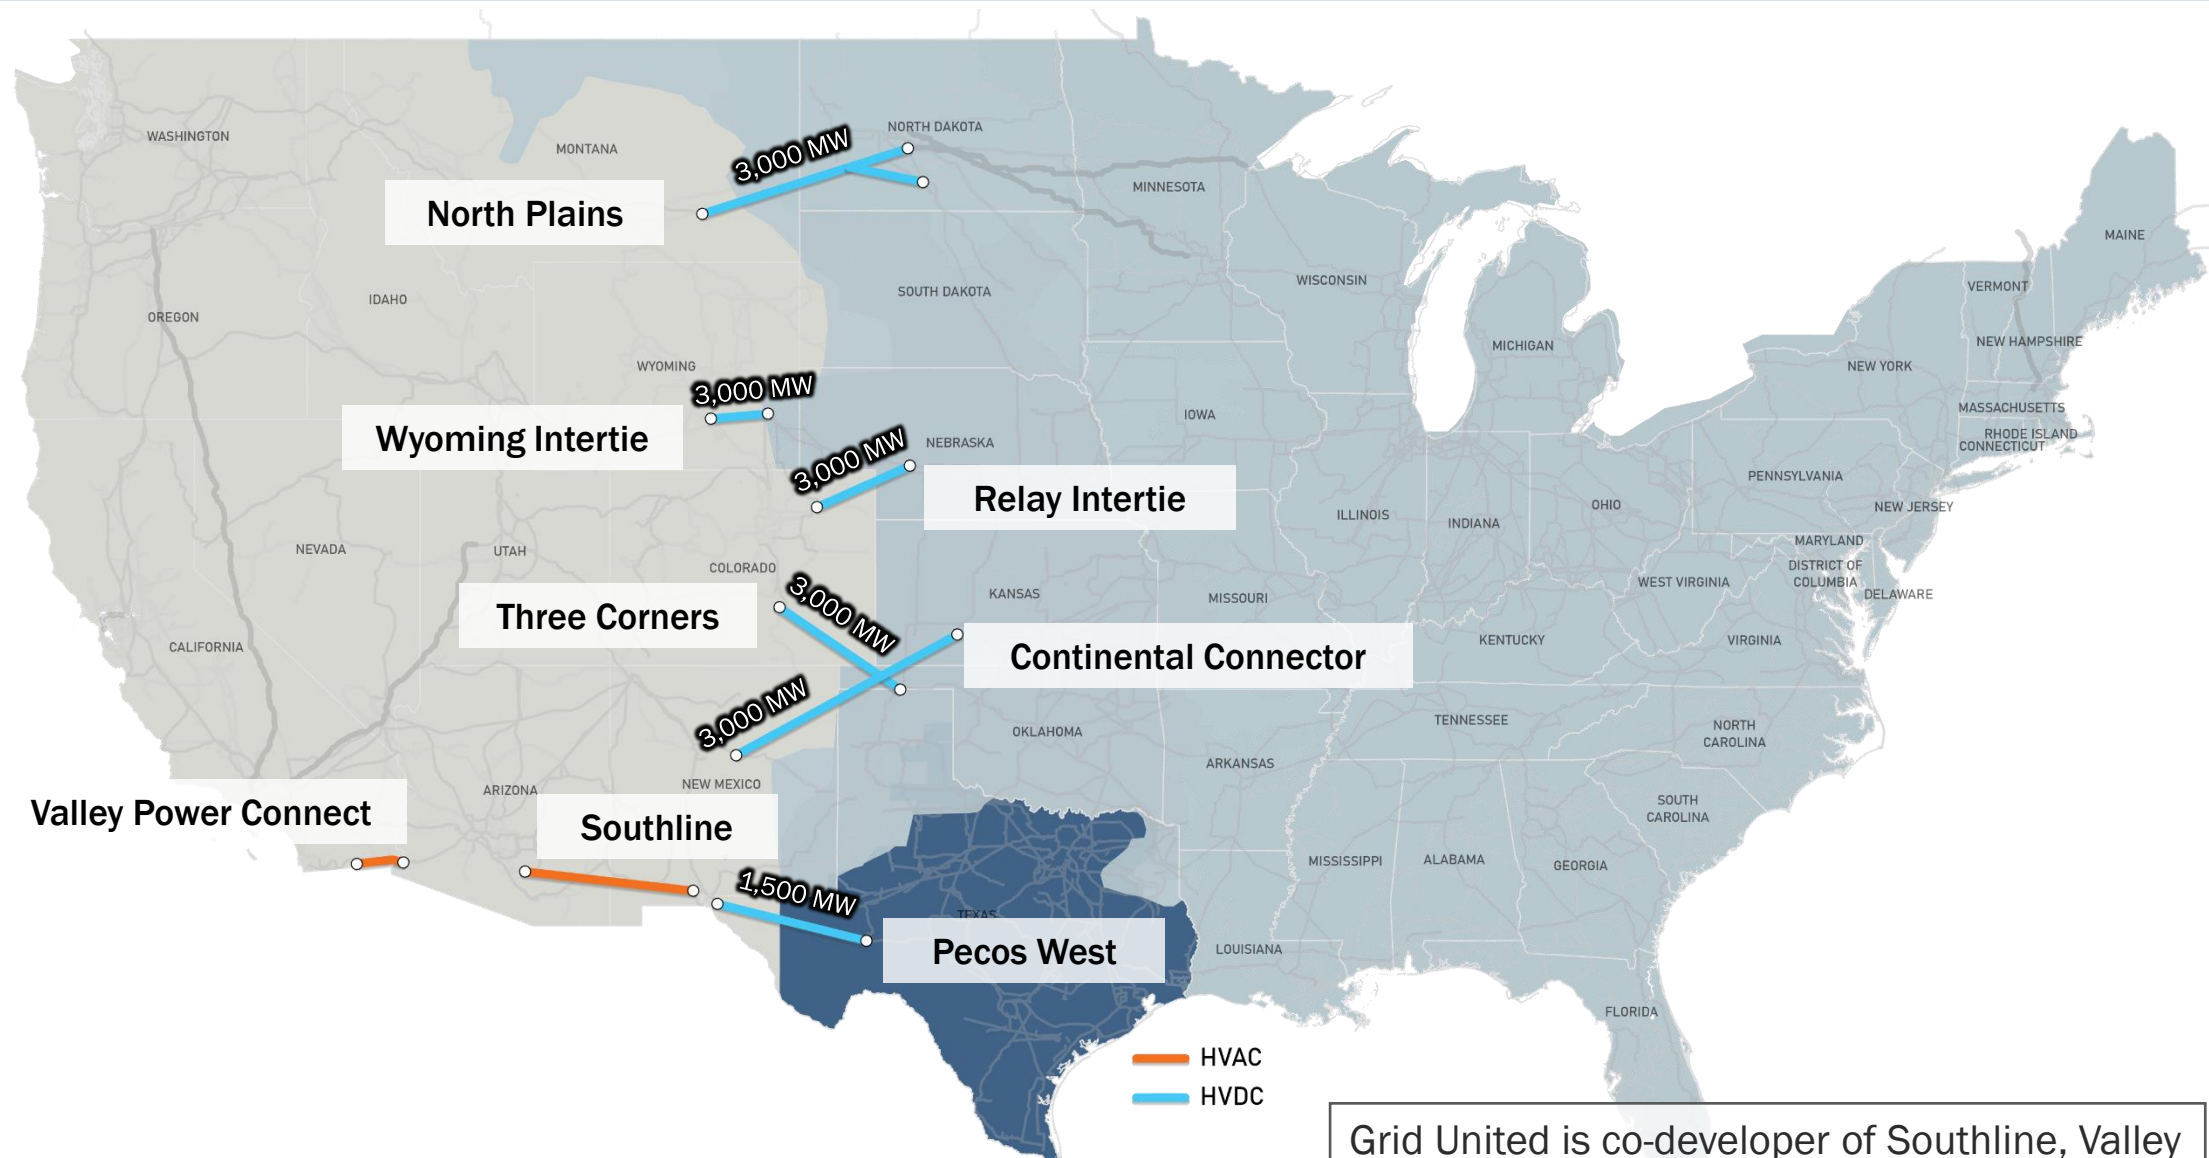 WASHINGTON
MONTANA
NORTH DAKOTA
MINNESOTA
3,000 MW
North Plains
OREGON
IDAHO
SOUTH DAKOTA
WISCONSIN
MICHIGAN
MAINE
VERMONT
NEW HAMPSHIRE
NEW YORK
MASSACHUSETTS
RHODE ISLAND
CONNECTICUT
WYOMING
3,000 MW
Wyoming Intertie
IOWA
NEBRASKA
3,000 MW
Relay Intertie
PENNSYLVANIA
NEW JERSEY
ILLINOIS
INDIANA
OHIO
MARYLAND
DISTRICT OF
COLUMBIA
DELAWARE
WEST VIRGINIA
NEVADA
UTAH
COLORADO
KANSAS
MISSOURI
3,000 MW
Three Corners
Continental Connector
KENTUCKY
VIRGINIA
CALIFORNIA
3,000 MW
OKLAHOMA
TENNESSEE
NORTH
CAROLINA
ARKANSAS
ARIZONA
NEW MEXICO
SOUTH
CAROLINA
Valley Power Connect
Southline
MISSISSIPPI
ALABAMA
GEORGIA
1,500 MW
TEXAS
Pecos West
LOUISIANA
FLORIDA
HVAC
HVDC
Grid United is co-developer of Southline, Valley